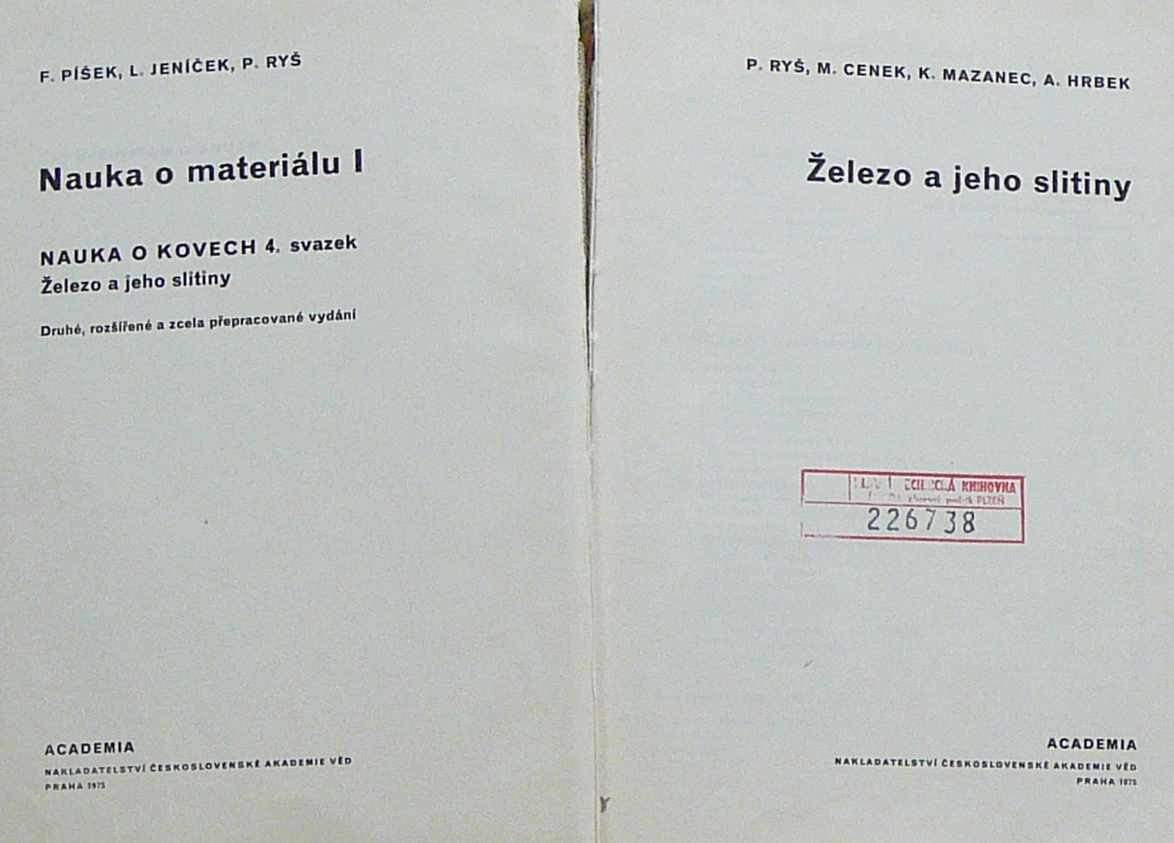 F. PÍŠEK, L. JENÍČEK, P. RYŠ
Nauka o materiálu I
NAUKA O KOVECH 4. svazek
Železo a jeho slitiny
Druhé, rozšířené a zcela přepracované vydání
ACADEMIA
NAKLADATELSTVÍ ČESKOSLOVENSKÉ AKADEMIE VĚD
PRAHA 1975
P. RYŠ, M. CENEK, K. MAZANEC, A. HRBEK
Železo a jeho slitiny
KNIHOVNA
PLZEŇ
226738
ACADEMIA
NAKLADATELSTVÍ ČESKOSLOVENSKÉ AKADEMIE VĚD
PRAHA 1975